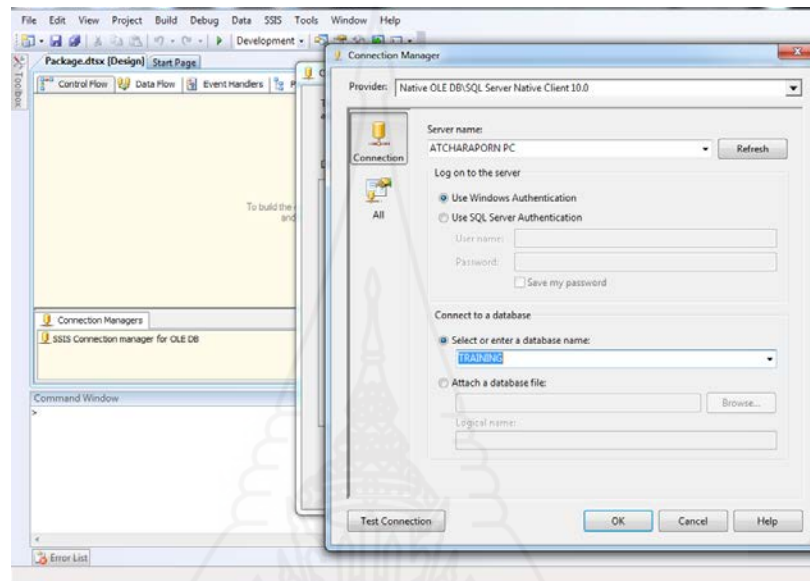 File Edit View Project Build Debug Data SSIS Tools Window Help
Development
Package.dtsx [Design] Start Page
Toolbox
Control Flow Data Flow Event Handlers
To build the
and
Connection Managers
SSIS Connection manager for OLE DB
Command Window
>
Error List
Connection Manager
Provider: Native OLE DB\SQL Server Native Client 10.0
Connection
All
Server name:
ATCHARAPORN PC
Refresh
Log on to the server
Use Windows Authentication
Use SQL Server Authentication
User name:
Password:
Save my password
Connect to a database
Select or enter a database name:
TRAINING
Attach a database file:
Browse...
Logical name:
Test Connection OK Cancel Help